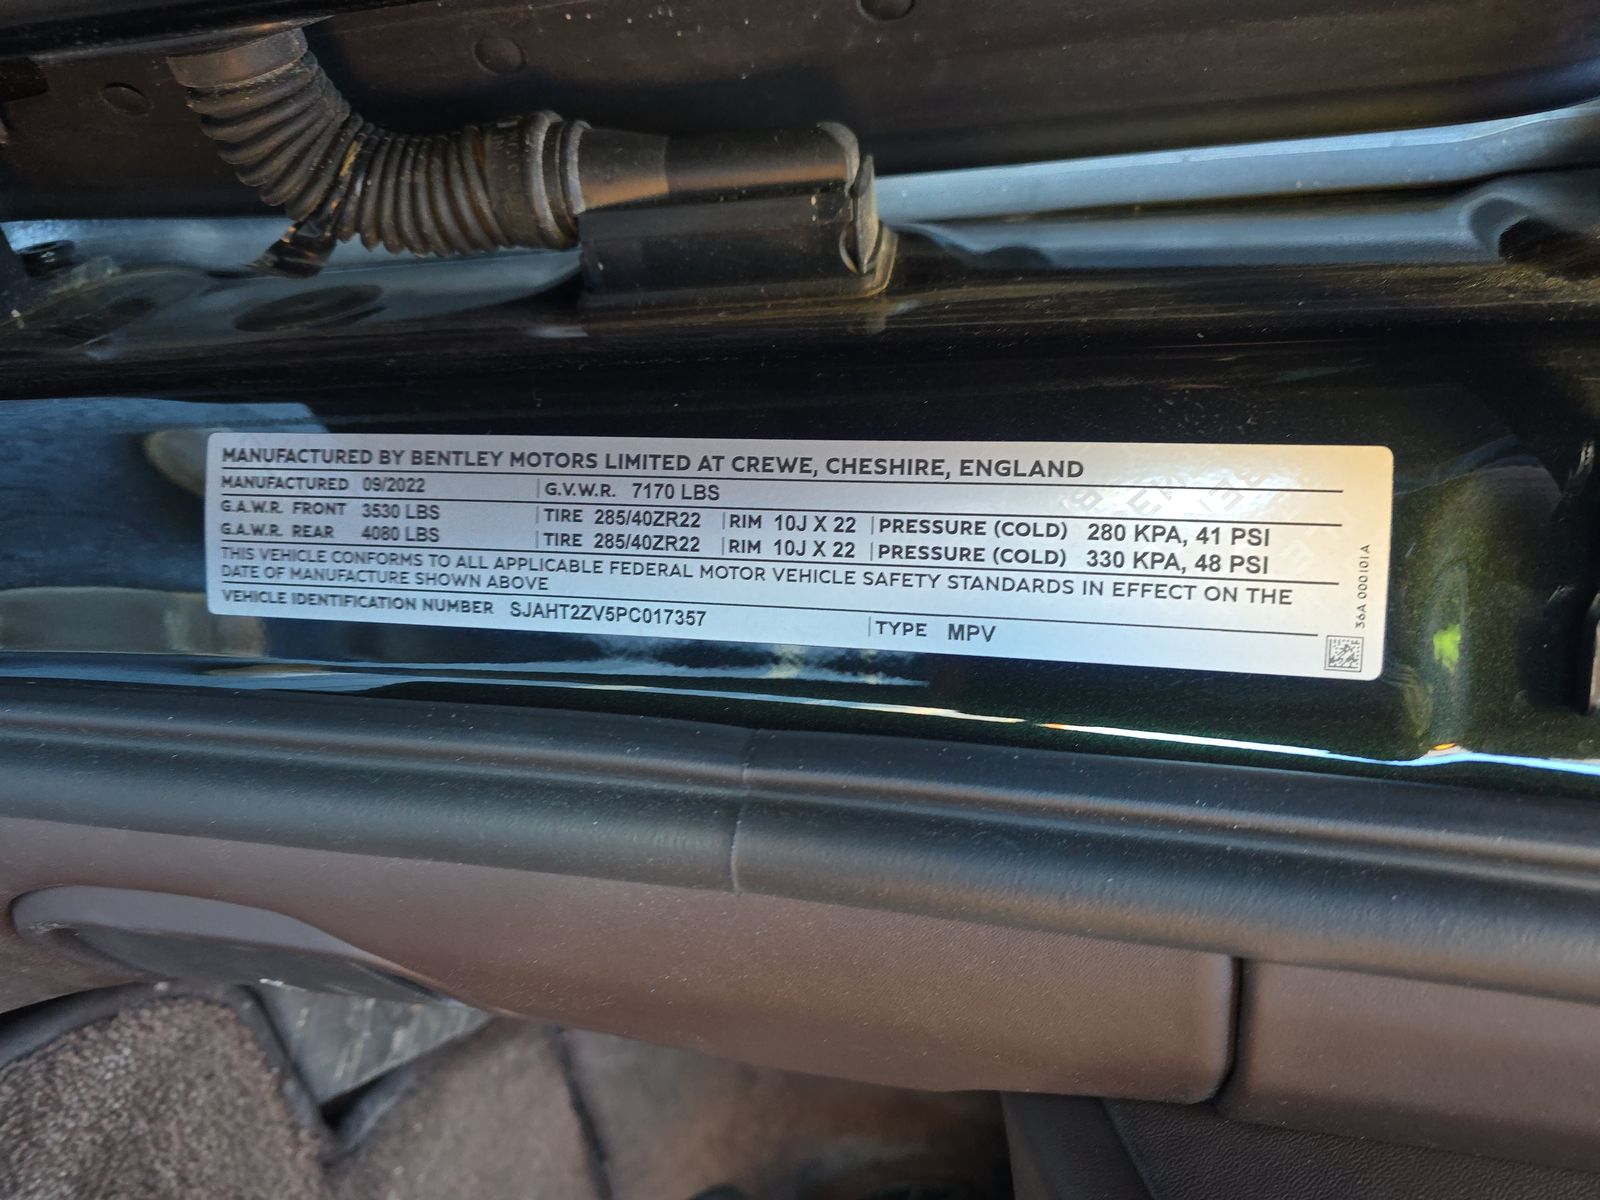 MANUFACTURED BY BENTLEY MOTORS LIMITED AT CREWE, CHESHIRE, ENGLAND
MANUFACTURED 09/2022 G.V.W.R. 7170 LBS
G.A.W.R. FRONT 3530 LBS TIRE 285/40ZR22 RIM 10J X 22 PRESSURE (COLD) 280 KPA, 41 PSI
G.A.W.R. REAR 4080 LBS TIRE 285/40ZR22 RIM 10J X 22 PRESSURE (COLD) 330 KPA, 48 PSI
THIS VEHICLE CONFORMS TO ALL APPLICABLE FEDERAL MOTOR VEHICLE SAFETY STANDARDS IN EFFECT ON THE
DATE OF MANUFACTURE SHOWN ABOVE
VEHICLE IDENTIFICATION NUMBER SJAHT2ZV5PC017357 TYPE MPV
36A 000101A